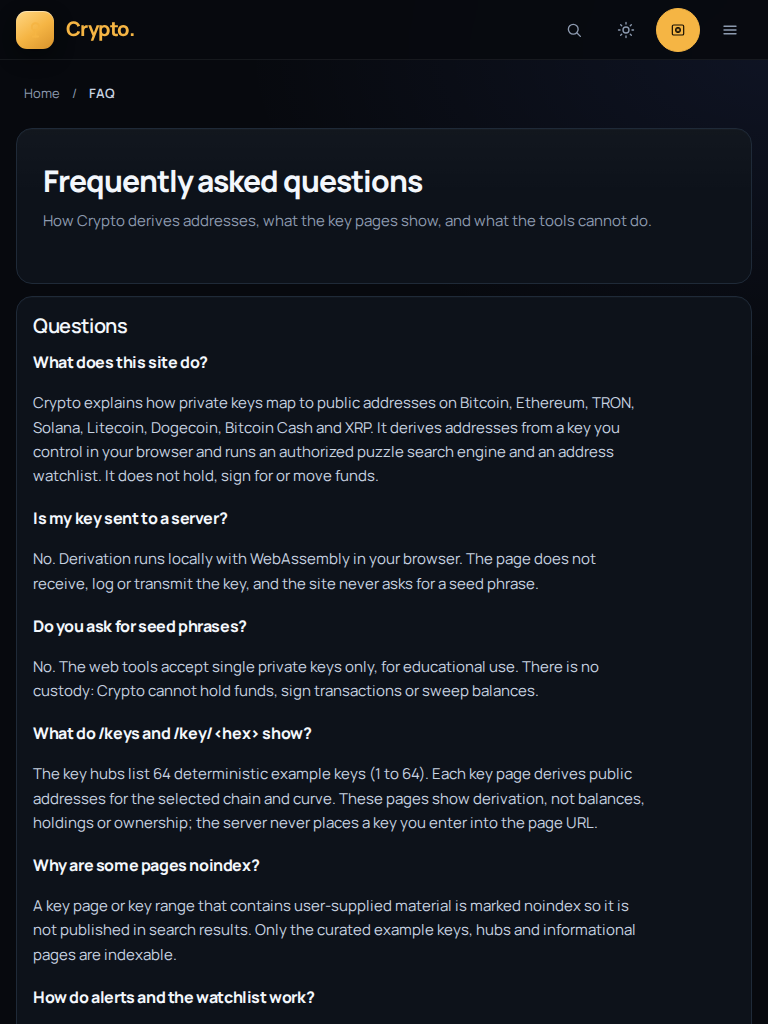 Crypto.
Home / FAQ
Frequently asked questions
How Crypto derives addresses, what the key pages show, and what the tools cannot do.
Questions
What does this site do?
Crypto explains how private keys map to public addresses on Bitcoin, Ethereum, TRON,
Solana, Litecoin, Dogecoin, Bitcoin Cash and XRP. It derives addresses from a key you
control in your browser and runs an authorized puzzle search engine and an address
watchlist. It does not hold, sign for or move funds.
Is my key sent to a server?
No. Derivation runs locally with WebAssembly in your browser. The page does not
receive, log or transmit the key, and the site never asks for a seed phrase.
Do you ask for seed phrases?
No. The web tools accept single private keys only, for educational use. There is no
custody: Crypto cannot hold funds, sign transactions or sweep balances.
What do /keys and /key/<hex> show?
The key hubs list 64 deterministic example keys (1 to 64). Each key page derives public
addresses for the selected chain and curve. These pages show derivation, not balances,
holdings or ownership; the server never places a key you enter into the page URL.
Why are some pages noindex?
A key page or key range that contains user-supplied material is marked noindex so it is
not published in search results. Only the curated example keys, hubs and informational
pages are indexable.
How do alerts and the watchlist work?